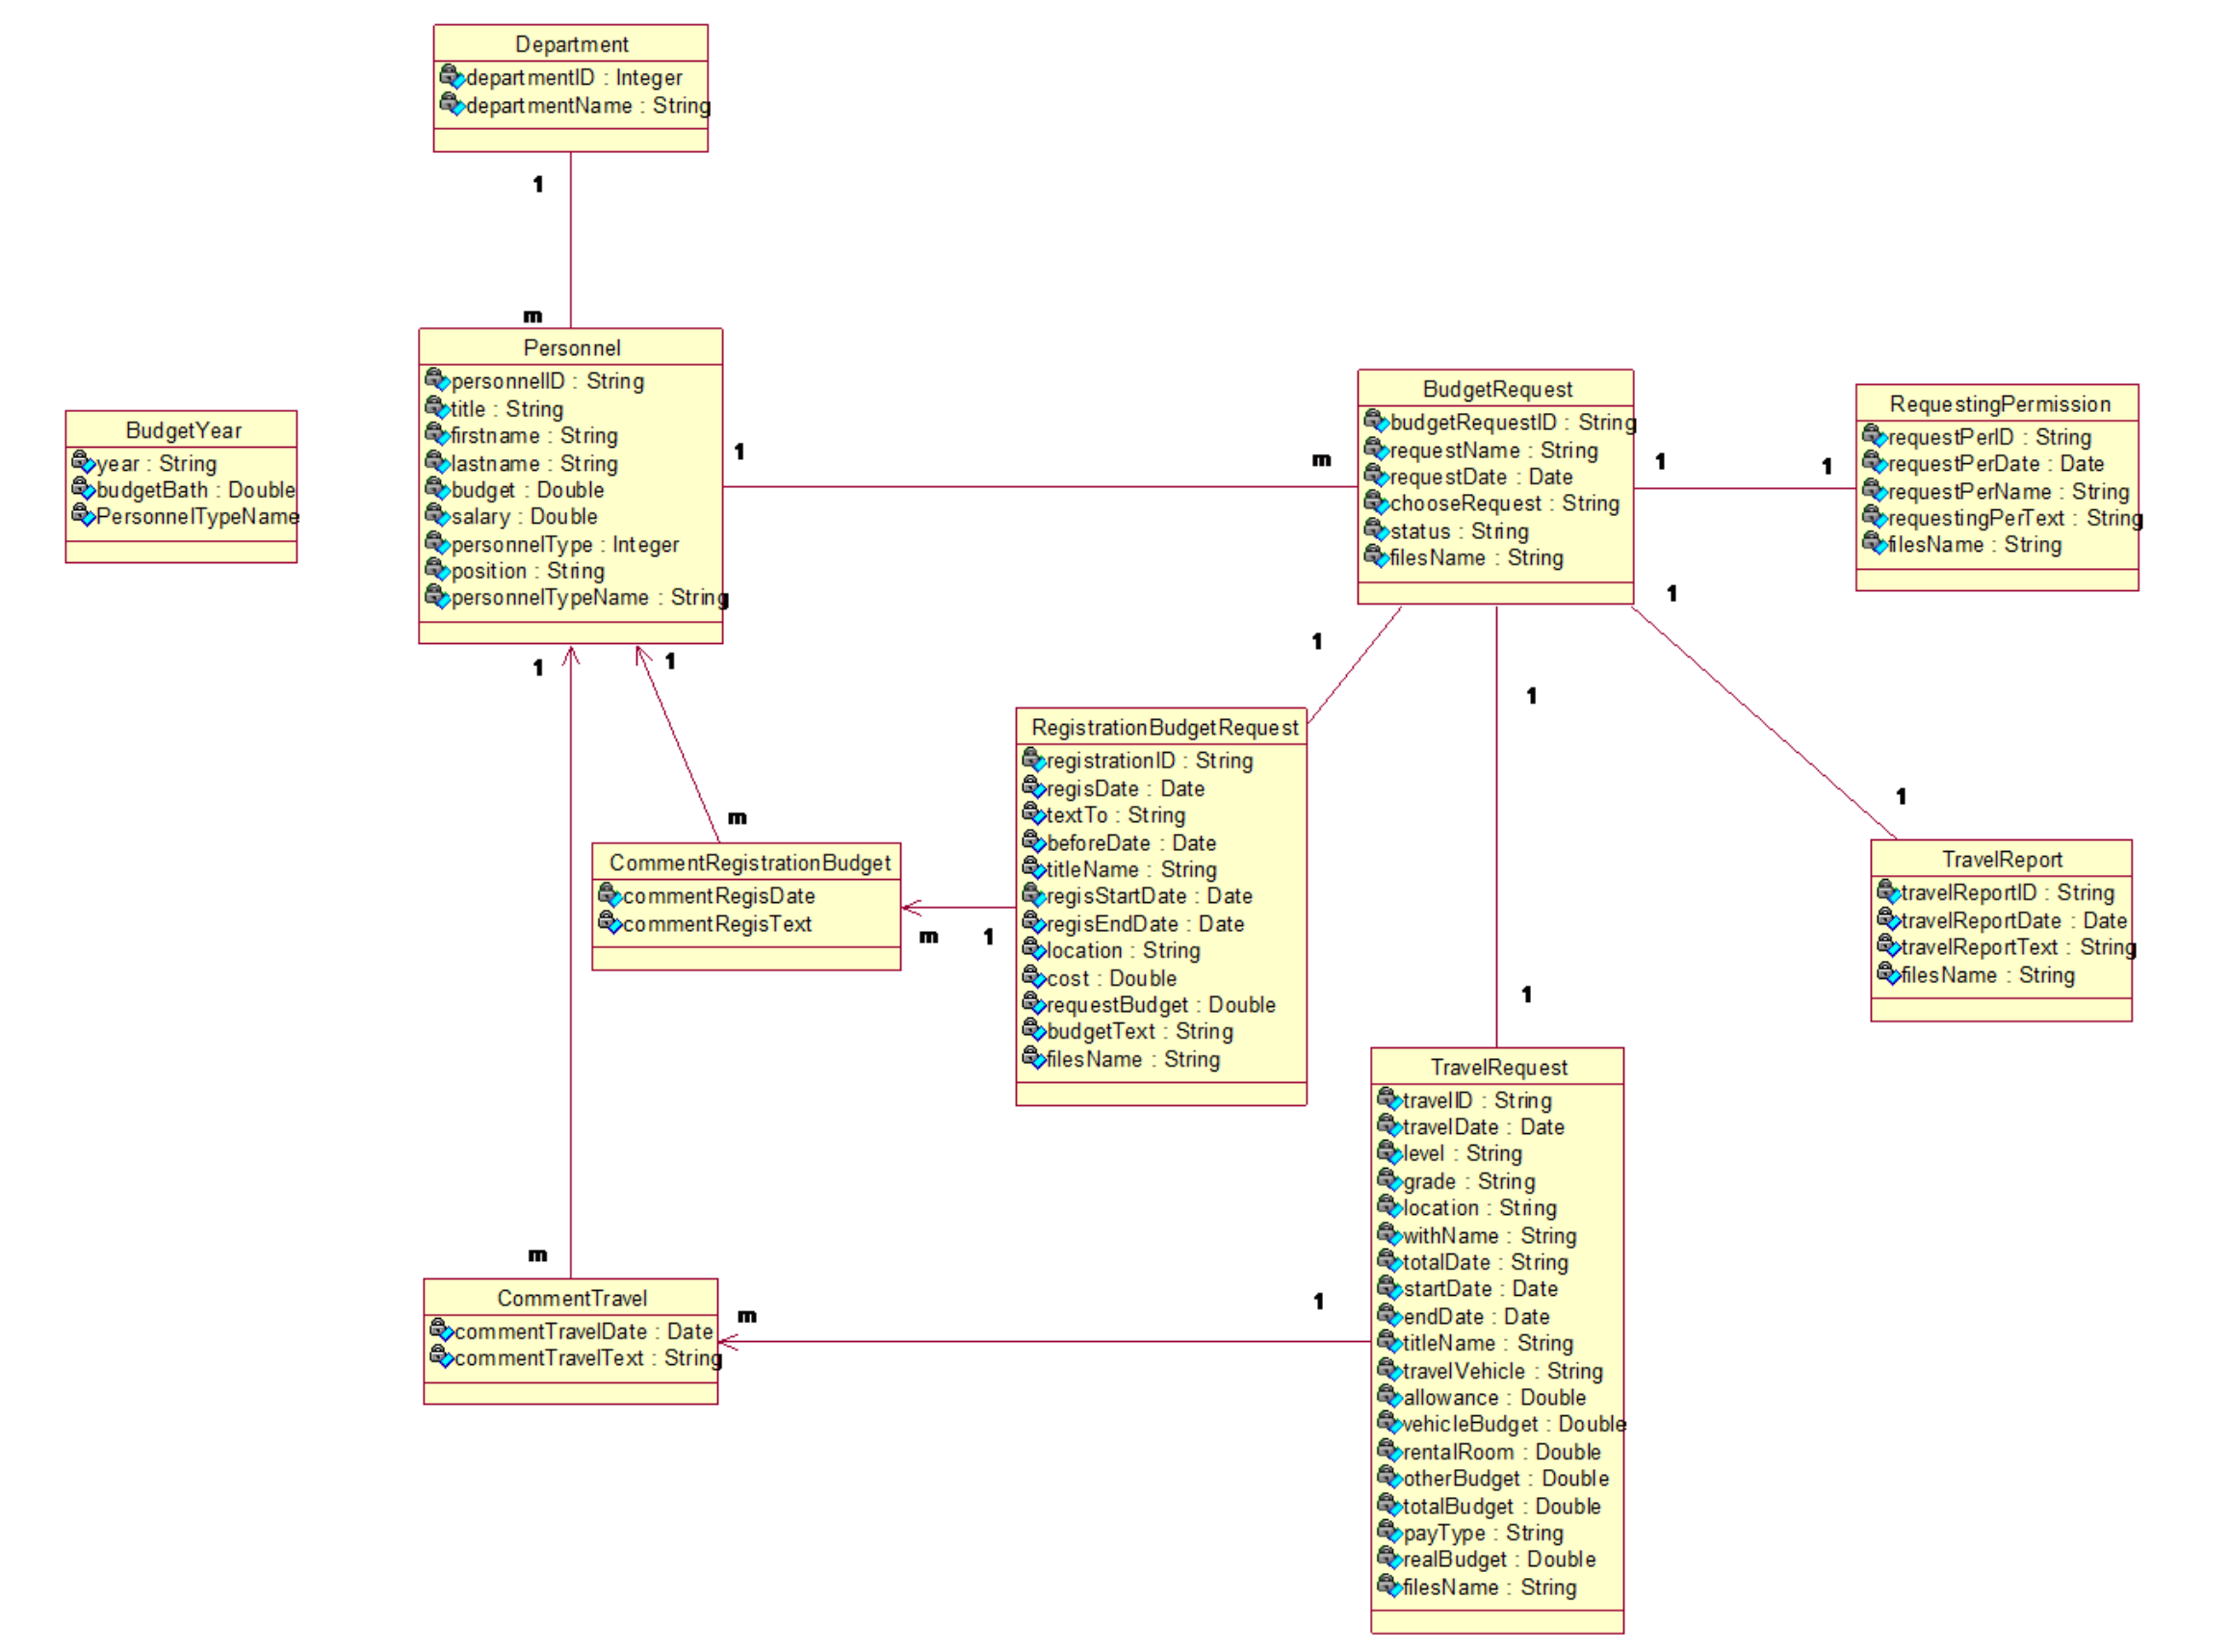 Department
departmentID : Integer
departmentName : String
1
m
Personnel
personnelID : String
title : String
firstname : String
lastname : String
budget : Double
salary : Double
personnelType : Integer
position : String
personnelTypeName : String
BudgetYear
year : String
budgetBath : Double
PersonnelTypeName
1
m
BudgetRequest
budgetRequestID : String
requestName : String
requestDate : Date
chooseRequest : String
status : String
filesName : String
1
1
RequestingPermission
requestPerID : String
requestPerDate : Date
requestPerName : String
requestingPerText : String
filesName : String
1
1
1
1
1
m
RegistrationBudgetRequest
registrationID : String
regisDate : Date
textTo : String
beforeDate : Date
titleName : String
regisStartDate : Date
regisEndDate : Date
location : String
cost : Double
requestBudget : Double
budgetText : String
filesName : String
CommentRegistrationBudget
commentRegisDate
commentRegisText
m
1
1
TravelReport
travelReportID : String
travelReportDate : Date
travelReportText : String
filesName : String
1
TravelRequest
travelID : String
travelDate : Date
level : String
grade : String
location : String
withName : String
totalDate : String
startDate : Date
endDate : Date
titleName : String
travelVehicle : String
allowance : Double
vehicleBudget : Double
rentalRoom : Double
otherBudget : Double
totalBudget : Double
payType : String
realBudget : Double
filesName : String
m
CommentTravel
commentTravelDate : Date
commentTravelText : String
m
1